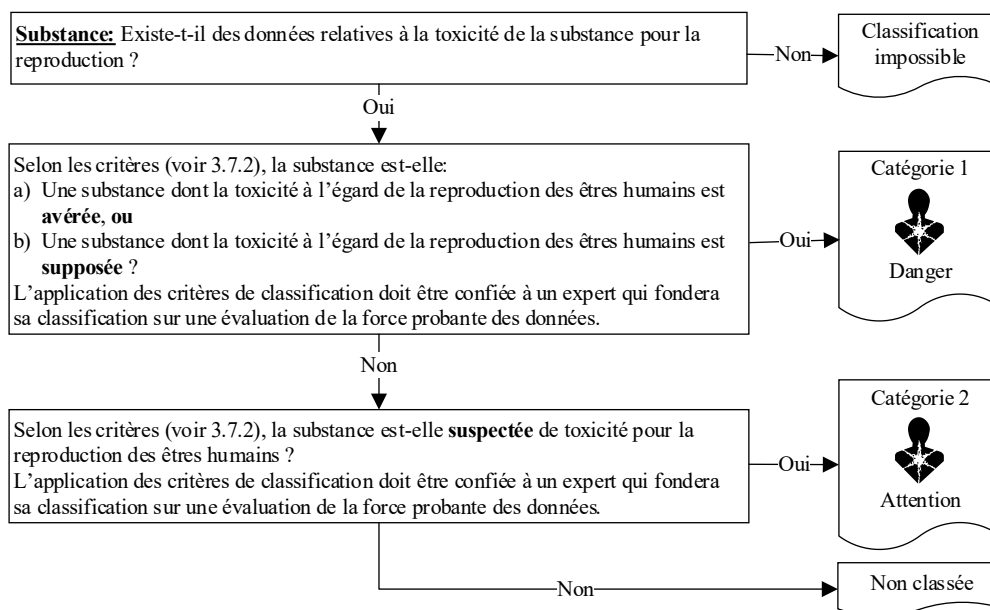 Substance: Existe-t-il des données relatives à la toxicité de la substance pour la
reproduction ?
Non
Classification
impossible
Oui
Selon les critères (voir 3.7.2), la substance est-elle:
a) Une substance dont la toxicité à l’égard de la reproduction des êtres humains est
avérée, ou
b) Une substance dont la toxicité à l’égard de la reproduction des êtres humains est
supposée ?
L’application des critères de classification doit être confiée à un expert qui fondera
sa classification sur une évaluation de la force probante des données.
Oui
Catégorie 1
Danger
Non
Selon les critères (voir 3.7.2), la substance est-elle suspectée de toxicité pour la
reproduction des êtres humains ?
L’application des critères de classification doit être confiée à un expert qui fondera
sa classification sur une évaluation de la force probante des données.
Oui
Catégorie 2
Attention
Non
Non classée